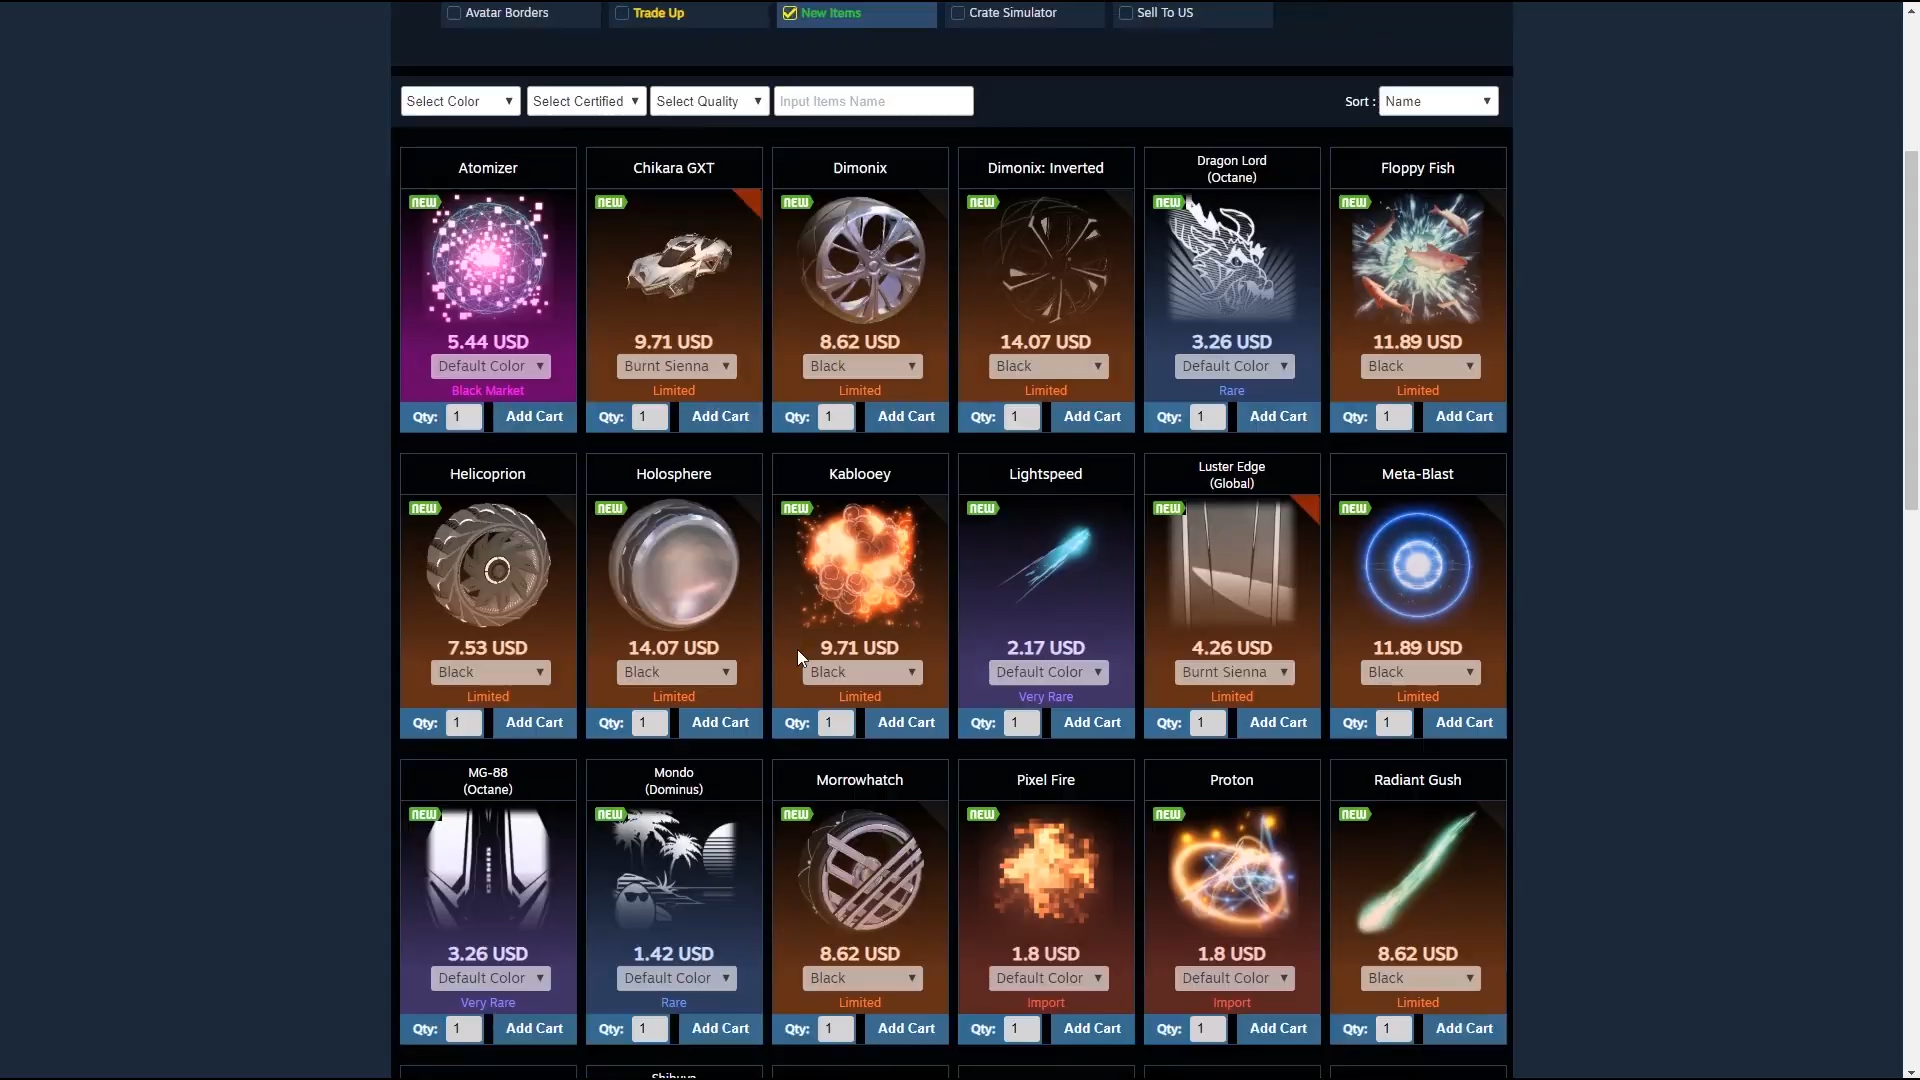 Avatar Borders
Trade Up
New Items
Crate Simulator
Sell To US
Select Color
Select Certified
Select Quality
Input Items Name
Sort :
Name
Atomizer
NEW
5.44 USD
Default Color
Black Market
Qty: 1 Add Cart
Chikara GXT
NEW
9.71 USD
Burnt Sienna
Limited
Qty: 1 Add Cart
Dimonix
NEW
8.62 USD
Black
Limited
Qty: 1 Add Cart
Dimonix: Inverted
NEW
14.07 USD
Black
Limited
Qty: 1 Add Cart
Dragon Lord
(Octane)
NEW
3.26 USD
Default Color
Rare
Qty: 1 Add Cart
Floppy Fish
NEW
11.89 USD
Black
Limited
Qty: 1 Add Cart
Helicoprion
NEW
7.53 USD
Black
Limited
Qty: 1 Add Cart
Holosphere
NEW
14.07 USD
Black
Limited
Qty: 1 Add Cart
Kablooey
NEW
9.71 USD
Black
Limited
Qty: 1 Add Cart
Lightspeed
NEW
2.17 USD
Default Color
Very Rare
Qty: 1 Add Cart
Luster Edge
(Global)
NEW
4.26 USD
Burnt Sienna
Limited
Qty: 1 Add Cart
Meta-Blast
NEW
11.89 USD
Black
Limited
Qty: 1 Add Cart
MG-88
(Octane)
NEW
3.26 USD
Default Color
Very Rare
Qty: 1 Add Cart
Mondo
(Dominus)
NEW
1.42 USD
Default Color
Rare
Qty: 1 Add Cart
Morrowhatch
NEW
8.62 USD
Black
Limited
Qty: 1 Add Cart
Pixel Fire
NEW
1.8 USD
Default Color
Import
Qty: 1 Add Cart
Proton
NEW
1.8 USD
Default Color
Import
Qty: 1 Add Cart
Radiant Gush
NEW
8.62 USD
Black
Limited
Qty: 1 Add Cart